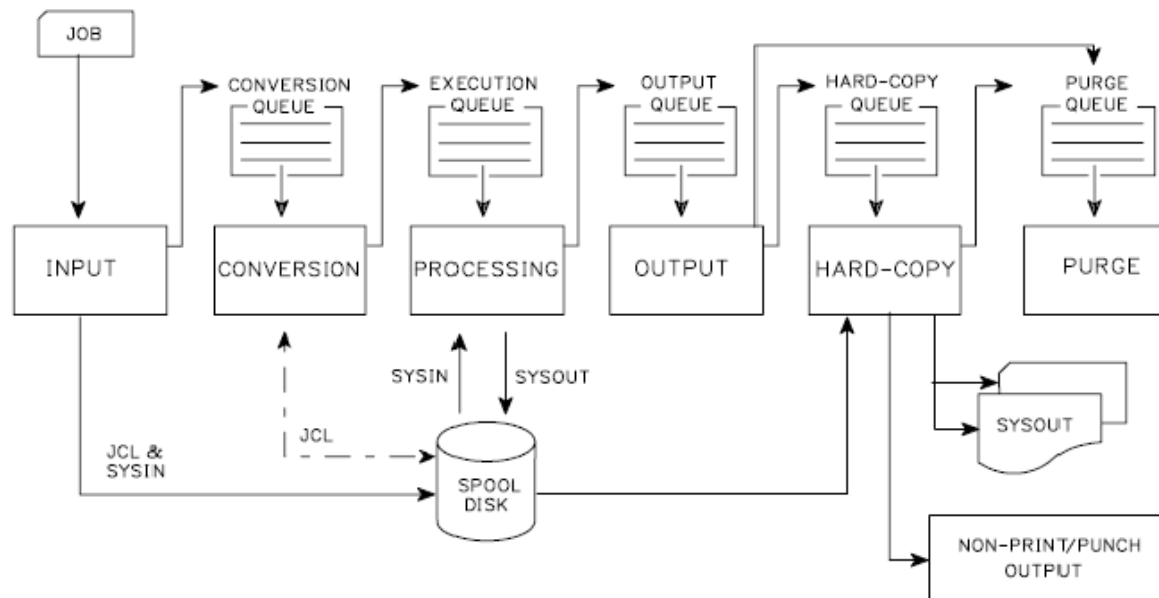 JOB
CONVERSION
QUEUE
EXECUTION
QUEUE
OUTPUT
QUEUE
HARD-COPY
QUEUE
PURGE
QUEUE
INPUT
CONVERSION
PROCESSING
OUTPUT
HARD-COPY
PURGE
SYSIN
SYSOUT
JCL
JCL &
SYSIN
SPOOL
DISK
SYSOUT
NON-PRINT/PUNCH
OUTPUT